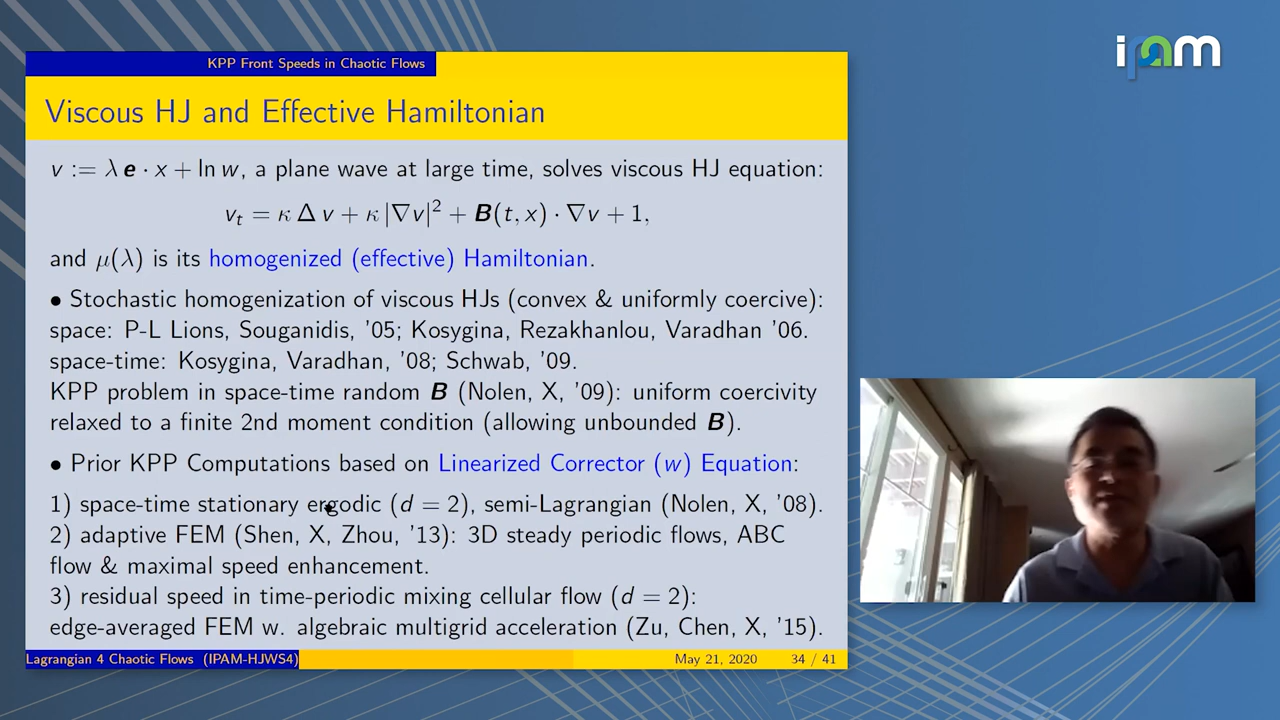 ipam
KPP Front Speeds in Chaotic Flows
Viscous HJ and Effective Hamiltonian
v := λ e · x + ln w, a plane wave at large time, solves viscous HJ equation:
v_t = κ Δ v + κ |∇v|² + B(t, x) · ∇v + 1,
and μ(λ) is its homogenized (effective) Hamiltonian.
• Stochastic homogenization of viscous HJs (convex & uniformly coercive):
space: P-L Lions, Souganidis, '05; Kosygina, Rezakhanlou, Varadhan '06.
space-time: Kosygina, Varadhan, '08; Schwab, '09.
KPP problem in space-time random B (Nolen, X, '09): uniform coercivity
relaxed to a finite 2nd moment condition (allowing unbounded B).
• Prior KPP Computations based on Linearized Corrector (w) Equation:
1) space-time stationary ergodic (d = 2), semi-Lagrangian (Nolen, X, '08).
2) adaptive FEM (Shen, X, Zhou, '13): 3D steady periodic flows, ABC
flow & maximal speed enhancement.
3) residual speed in time-periodic mixing cellular flow (d = 2):
edge-averaged FEM w. algebraic multigrid acceleration (Zu, Chen, X, '15).
Lagrangian 4 Chaotic Flows (IPAM-HJWS4) May 21, 2020 34 / 41